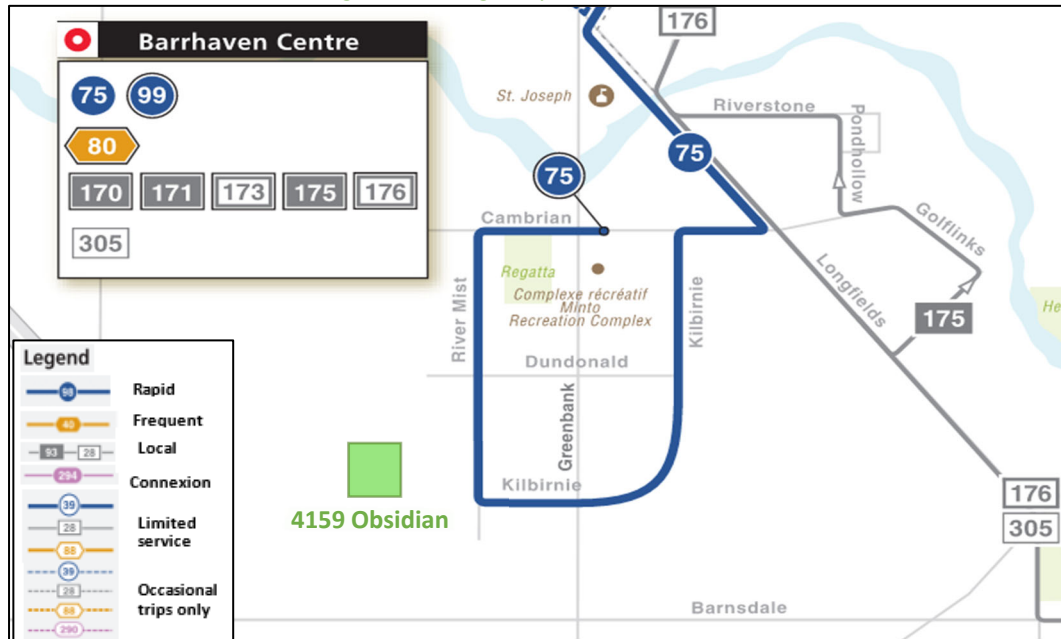 176
Barrhaven Centre
75 99
80
170 171 173 175 176
305
St. Joseph
Riverstone
Pondhollow
75
75
Cambrian
Golflinks
Regatta
Complexe récréatif
Minto
Recreation Complex
River Mist
Kilbirnie
Longfields
175
He
Dundonald
Greenbank
Kilbirnie
4159 Obsidian
176
305
Barnsdale
Legend
98 Rapid
40 Frequent
93 28 Local
294 Connexion
39
28 Limited
service
88
39
28 Occasional
88 trips only
290